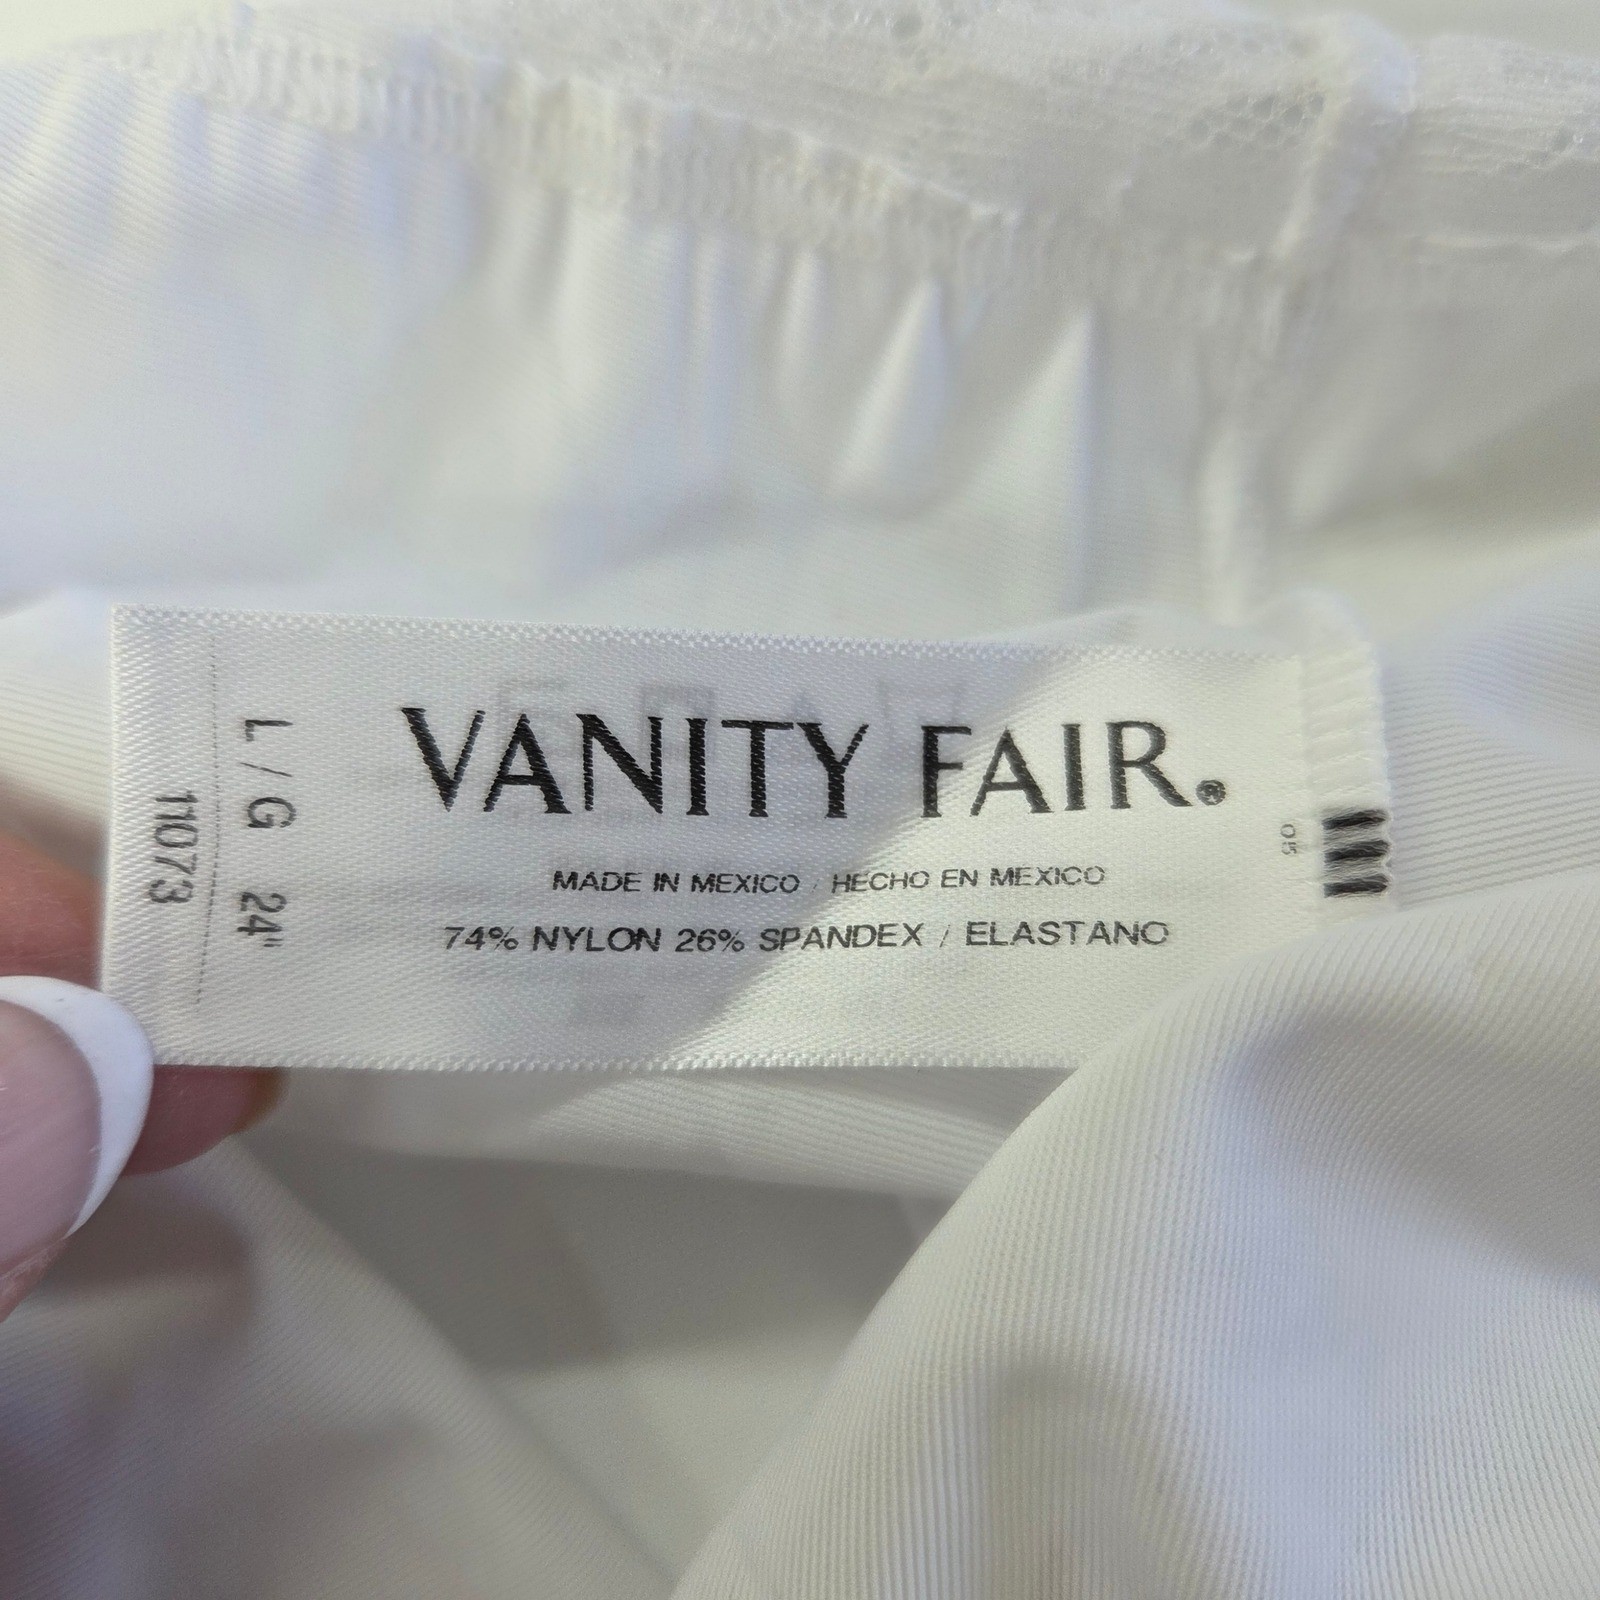 VANITY FAIR®
MADE IN MEXICO / HECHO EN MEXICO
74% NYLON 26% SPANDEX / ELASTANO
L / G 24"
11073
05